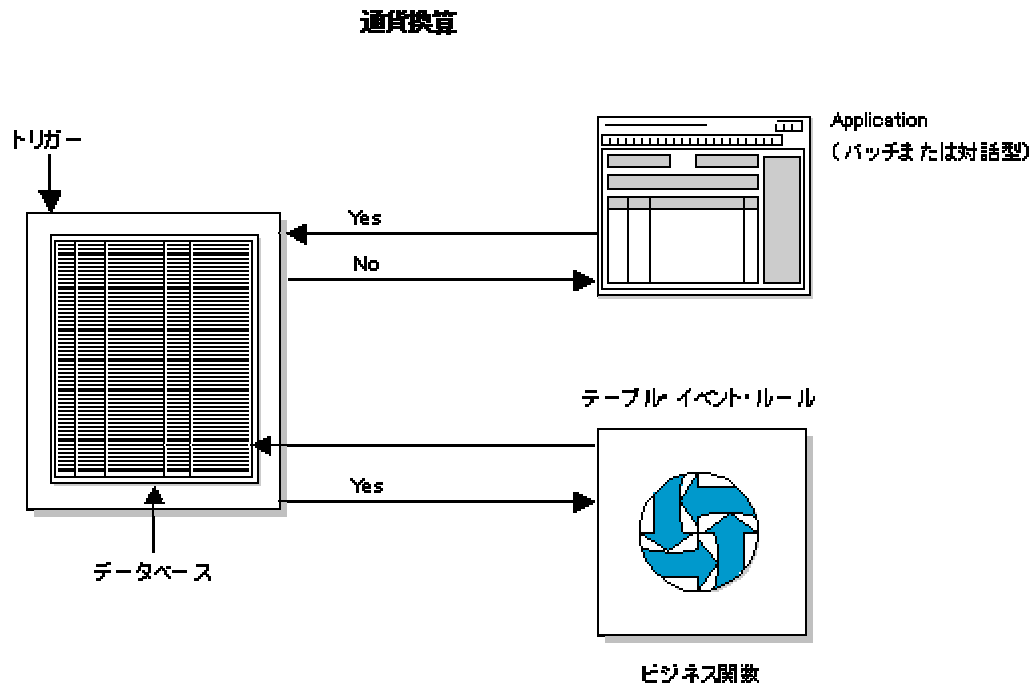 通貨換算
トリガー
Application
(バッチまたは対話型)
Yes
No
テーブル・イベント・ルール
Yes
データベース
ビジネス関数